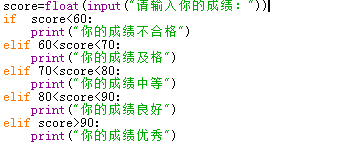 score=float(input("请输入你的成绩："))
if  score<60:
    print("你的成绩不合格")
elif 60<score<70:
    print("你的成绩及格")
elif 70<score<80:
    print("你的成绩中等")
elif 80<score<90:
    print("你的成绩良好")
elif score>90:
    print("你的成绩优秀")